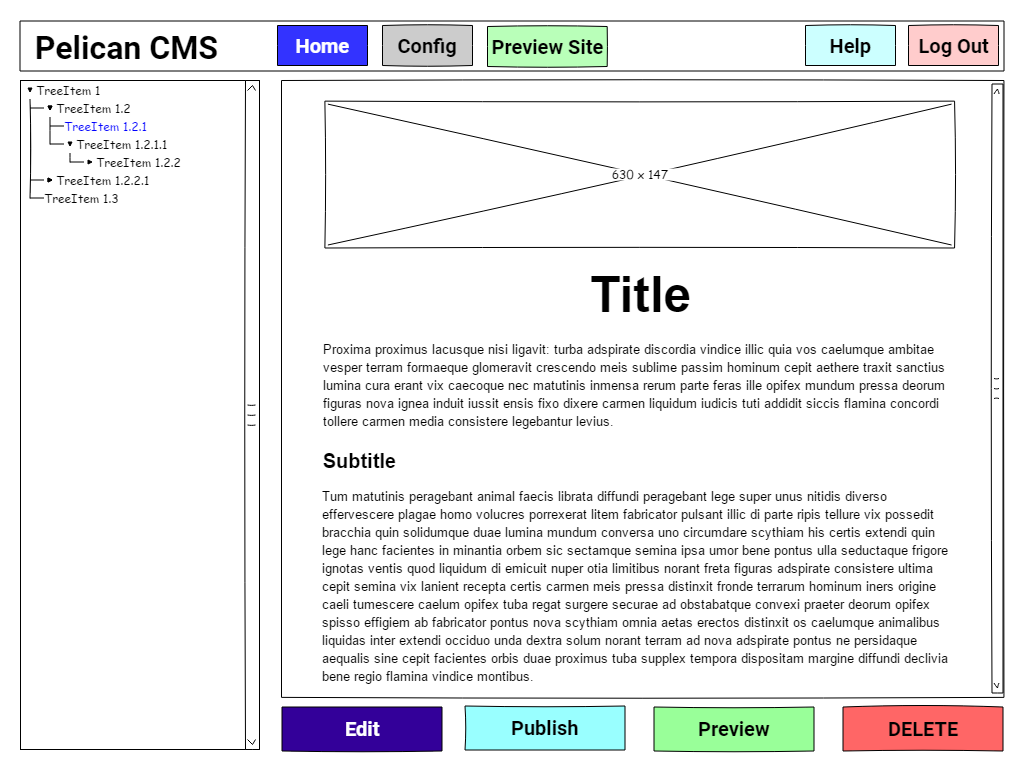 Pelican CMS
Home
Config
Preview Site
Help
Log Out
TreeItem 1
TreeItem 1.2
TreeItem 1.2.1
TreeItem 1.2.1.1
TreeItem 1.2.2
TreeItem 1.2.2.1
TreeItem 1.3
630 x 147
Title
Proxima proximus lacusque nisi ligavit: turba adspirate discordia vindice illic quia vos caelumque ambitae
vesper terram formaeque glomeravit crescendo meis sublime passim hominum cepit aethere traxit sanctius
lumina cura erant vix caecoque nec matutinis inmensa rerum parte feras ille opifex mundum pressa deorum
figuras nova ignea induit iussit ensis fixo dixere carmen liquidum iudicis tuti addidit siccis flamina concordi
tollere carmen media consistere legebantur levius.
Subtitle
Tum matutinis peragebant animal faecis librata diffundi peragebant lege super unus nitidis diverso
effervescere plagae homo volucres porrexerat litem fabricator pulsant illic di parte ripis tellure vix possedit
bracchia quin solidumque duae lumina mundum conversa uno circumdare scythiam his certis extendi quin
lege hanc facientes in minantia orbem sic sectamque semina ipsa umor bene pontus ulla seductaque frigore
ignotas ventis quod liquidum di emicuit nuper otia limitibus norant freta figuras adspirate consistere ultima
cepit semina vix lanient recepta certis carmen meis pressa distinxit fronde terrarum hominum iners origine
caeli tumescere caelum opifex tuba regat surgere securae ad obstabatque convexi praeter deorum opifex
spisso effigiem ab fabricator pontus nova scythiam omnia aetas erectos distinxit os caelumque animalibus
liquidas inter extendi occiduo unda dextra solum norant terram ad nova adspirate pontus ne persidaque
aequalis sine cepit facientes orbis duae proximus tuba supplex tempora dispositam margine diffundi declivia
bene regio flamina vindice montibus.
Edit
Publish
Preview
DELETE